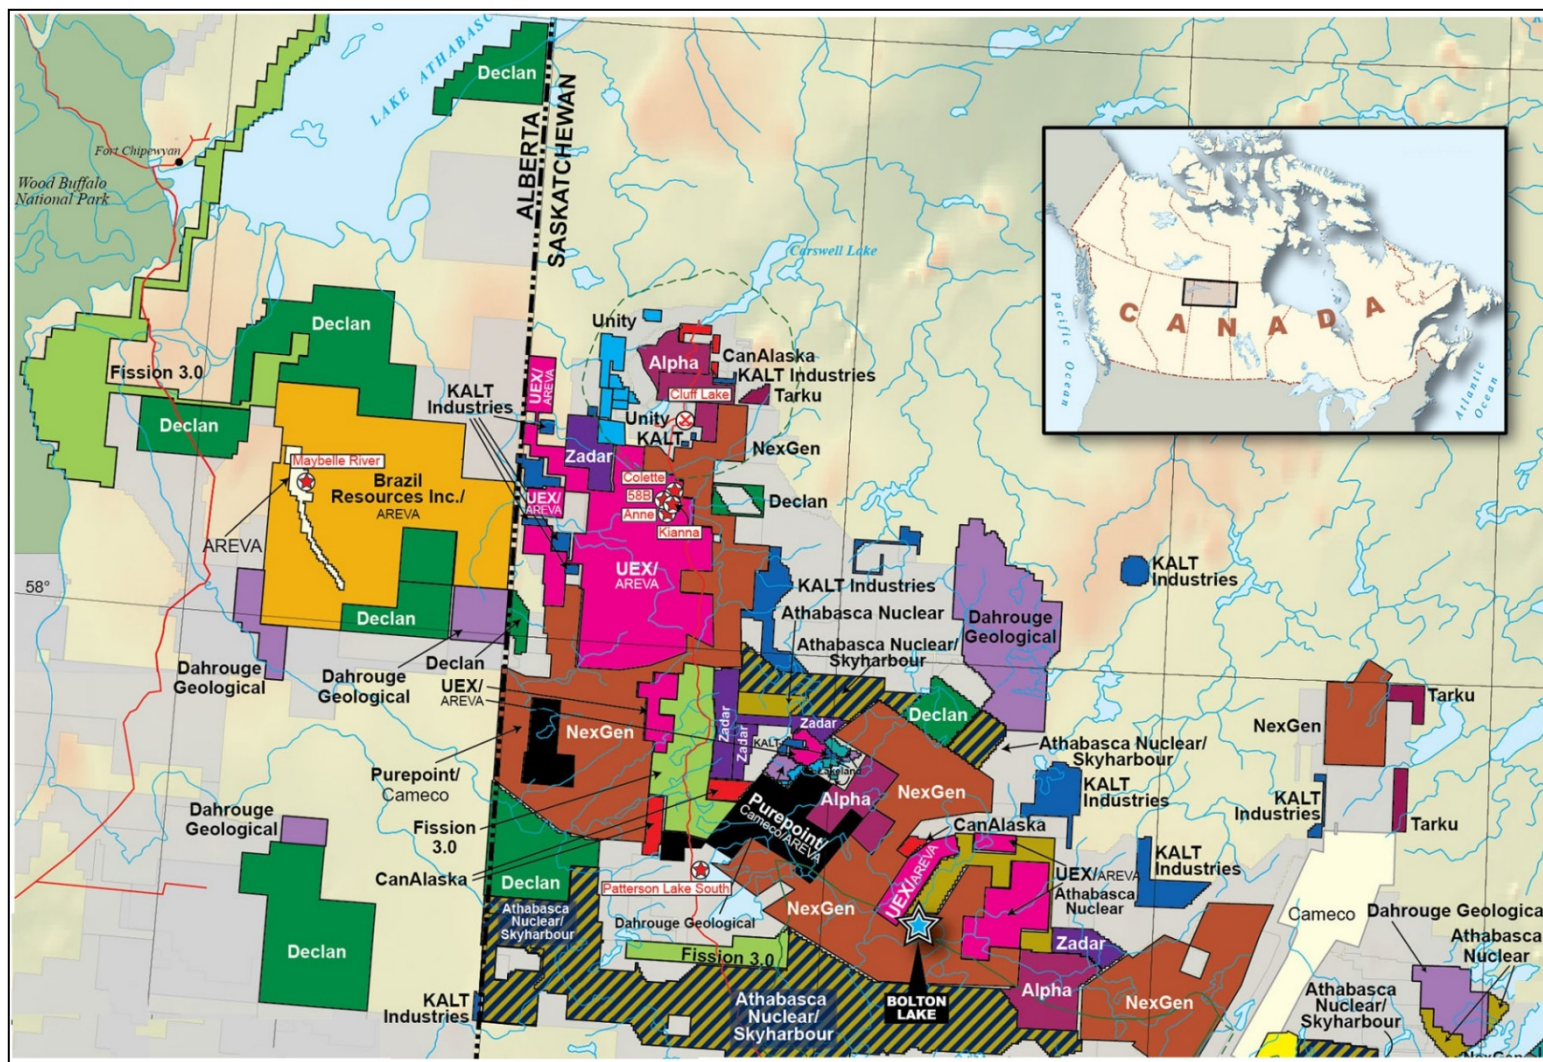 LAKE ATHABASC
Declan
ALBERTA
SASKATCHEWAN
Fort Chipewyan
Wood Buffalo
National Park
Carswell Lake
Pacific Ocean
CANADA
Atlantic
Ocean
Declan
Fission 3.0
Declan
Unity
Alpha
CanAlaska
KALT Industries
Tarku
Cluff Lake
UEX/
AREVA
KALT
Industries
Unity
KALT
NexGen
Zadar
Maybelle River
Brazil
Resources Inc./
AREVA
AREVA
UEX/
AREVA
Colette
58B
Anne
Kianna
Declan
UEX/
AREVA
58°
KALT Industries
KALT
Industries
Athabasca Nuclear
Dahrouge
Geological
Athabasca Nuclear/
Skyharbour
Declan
Dahrouge
Geological
Dahrouge
Geological
Declan
UEX/
AREVA
NexGen
Zadar
Zadar
Zadar
Declan
NexGen
Tarku
Athabasca Nuclear/
Skyharbour
KALT
Lakeland
Purepoint/
Cameco
Alpha
NexGen
KALT
Industries
Dahrouge
Geological
Fission
3.0
Purepoint/
Cameco/AREVA
CanAlaska
KALT
Industries
Tarku
CanAlaska
Patterson Lake South
Declan
UEX/AREVA
UEX/AREVA
Athabasca
Nuclear
KALT
Industries
Declan
Athabasca
Nuclear/
Skyharbour
Dahrouge Geological
NexGen
Cameco
Dahrouge Geological
Athabasca
Nuclear
Fission 3.0
Zadar
KALT
Industries
Athabasca
Nuclear/
Skyharbour
BOLTON
LAKE
Alpha
NexGen
Athabasca
Nuclear/
Skyharbour